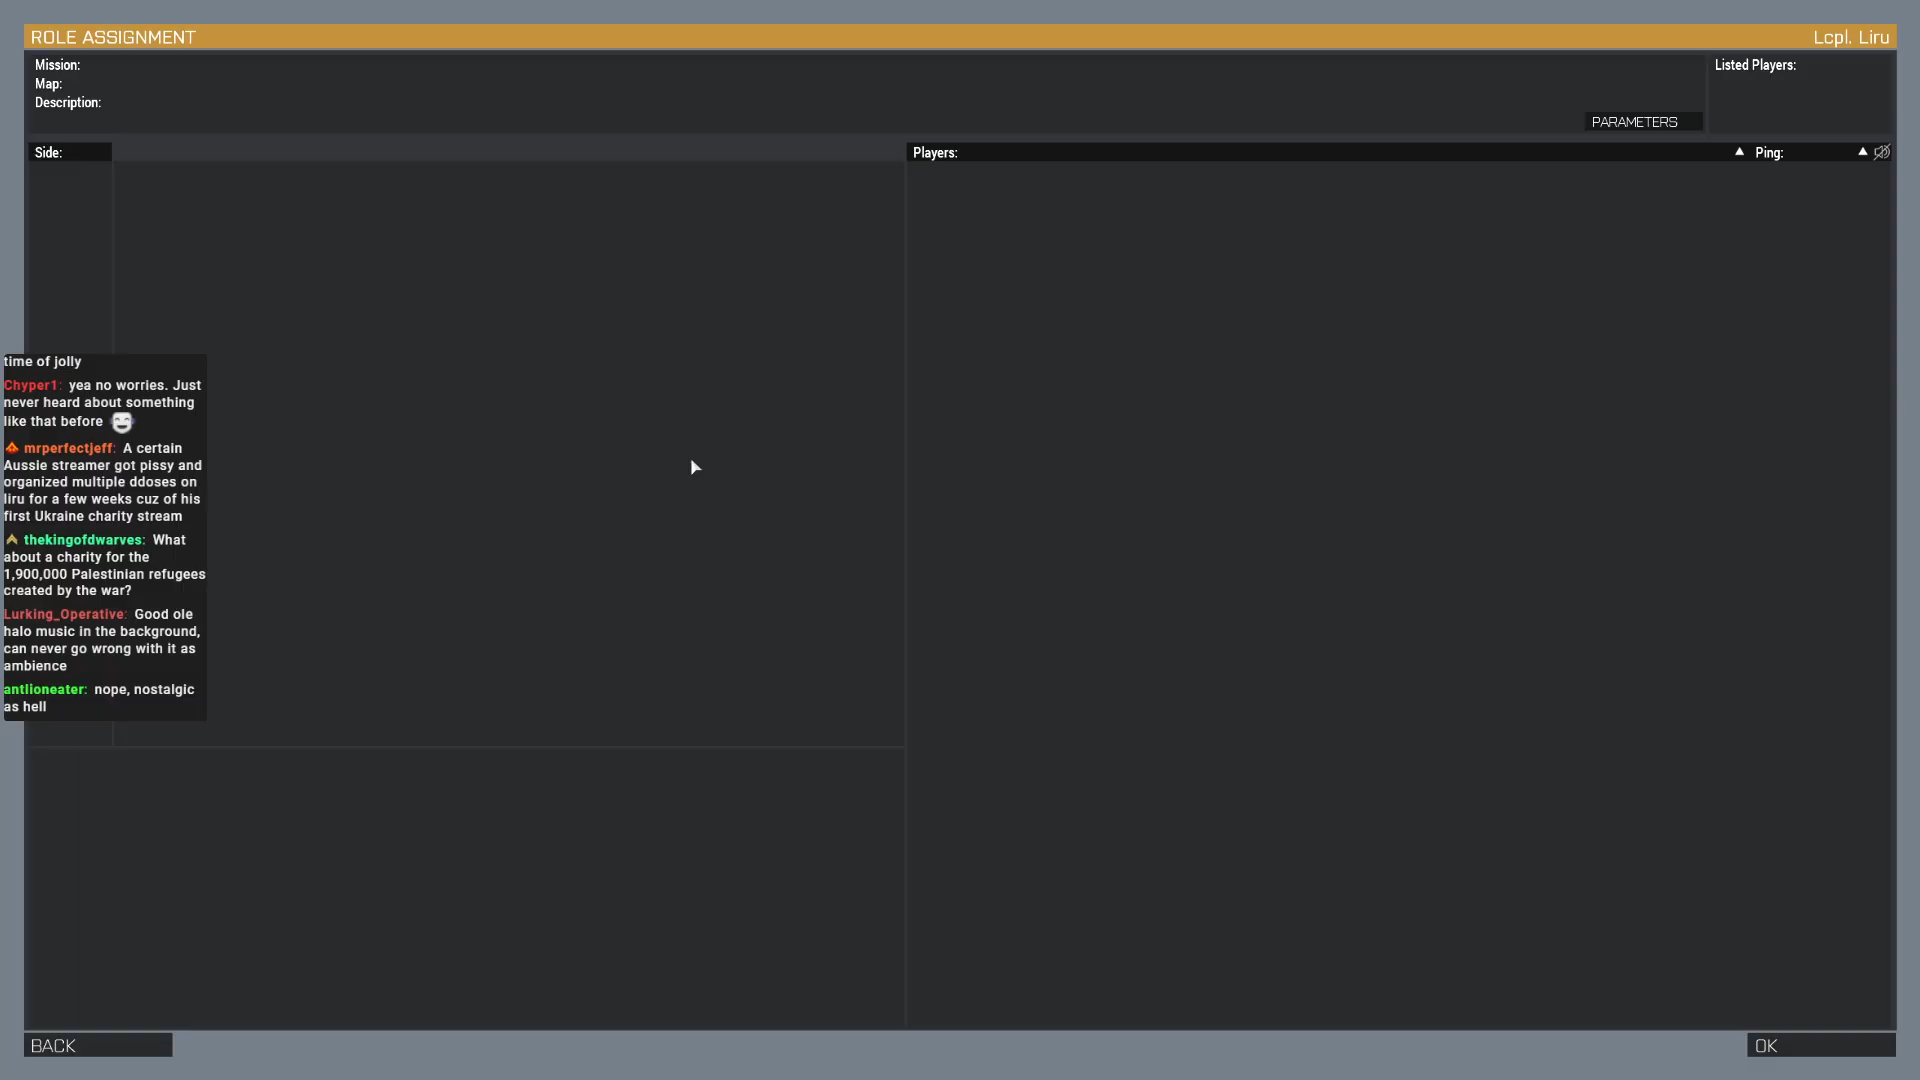 ROLE ASSIGNMENT
Lcpl. Liru
Mission:
Map:
Description:
Listed Players:
PARAMETERS
Side:
Players:
Ping:
time of jolly
Chyper1: yea no worries. Just
never heard about something
like that before
mrperfectjeff: A certain
Aussie streamer got pissy and
organized multiple ddoses on
liru for a few weeks cuz of his
first Ukraine charity stream
thekingofdwarves: What
about a charity for the
1,900,000 Palestinian refugees
created by the war?
Lurking_Operative: Good ole
halo music in the background,
can never go wrong with it as
ambience
antlioneater: nope, nostalgic
as hell
BACK
OK